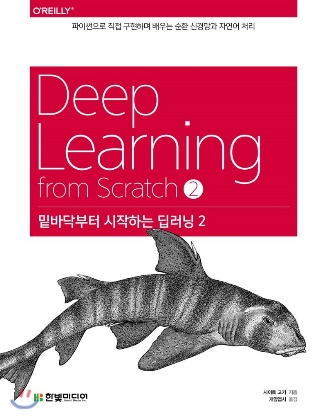 O'REILLY®
파이썬으로 직접 구현하며 배우는 순환 신경망과 자연어 처리
Deep
Learning
from Scratch 2
밑바닥부터 시작하는 딥러닝 2
사이토 고키 지음
개앞맵시 옮김
한빛미디어